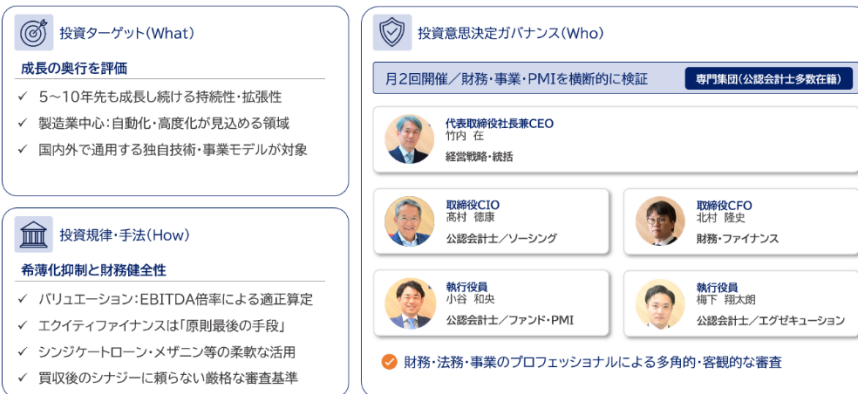 投資ターゲット(What)
成長の奥行を評価
✓ 5～10年先も成長し続ける持続性・拡張性
✓ 製造業中心：自動化・高度化が見込める領域
✓ 国内外で通用する独自技術・事業モデルが対象
投資規律・手法(How)
希薄化抑制と財務健全性
✓ バリュエーション：EBITDA倍率による適正算定
✓ エクイティファイナンスは「原則最後の手段」
✓ シンジケートローン・メザニン等の柔軟な活用
✓ 買収後のシナジーに頼らない厳格な審査基準
投資意思決定ガバナンス(Who)
月2回開催／財務・事業・PMIを横断的に検証 専門集団(公認会計士多数在籍)
代表取締役社長兼CEO
竹内 在
経営戦略・統括
取締役CIO
髙村 徳康
公認会計士／ソーシング
取締役CFO
北村 隆史
財務・ファイナンス
執行役員
小谷 和央
公認会計士／ファンド・PMI
執行役員
梅下 翔太朗
公認会計士／エグゼキューション
財務・法務・事業のプロフェッショナルによる多角的・客観的な審査